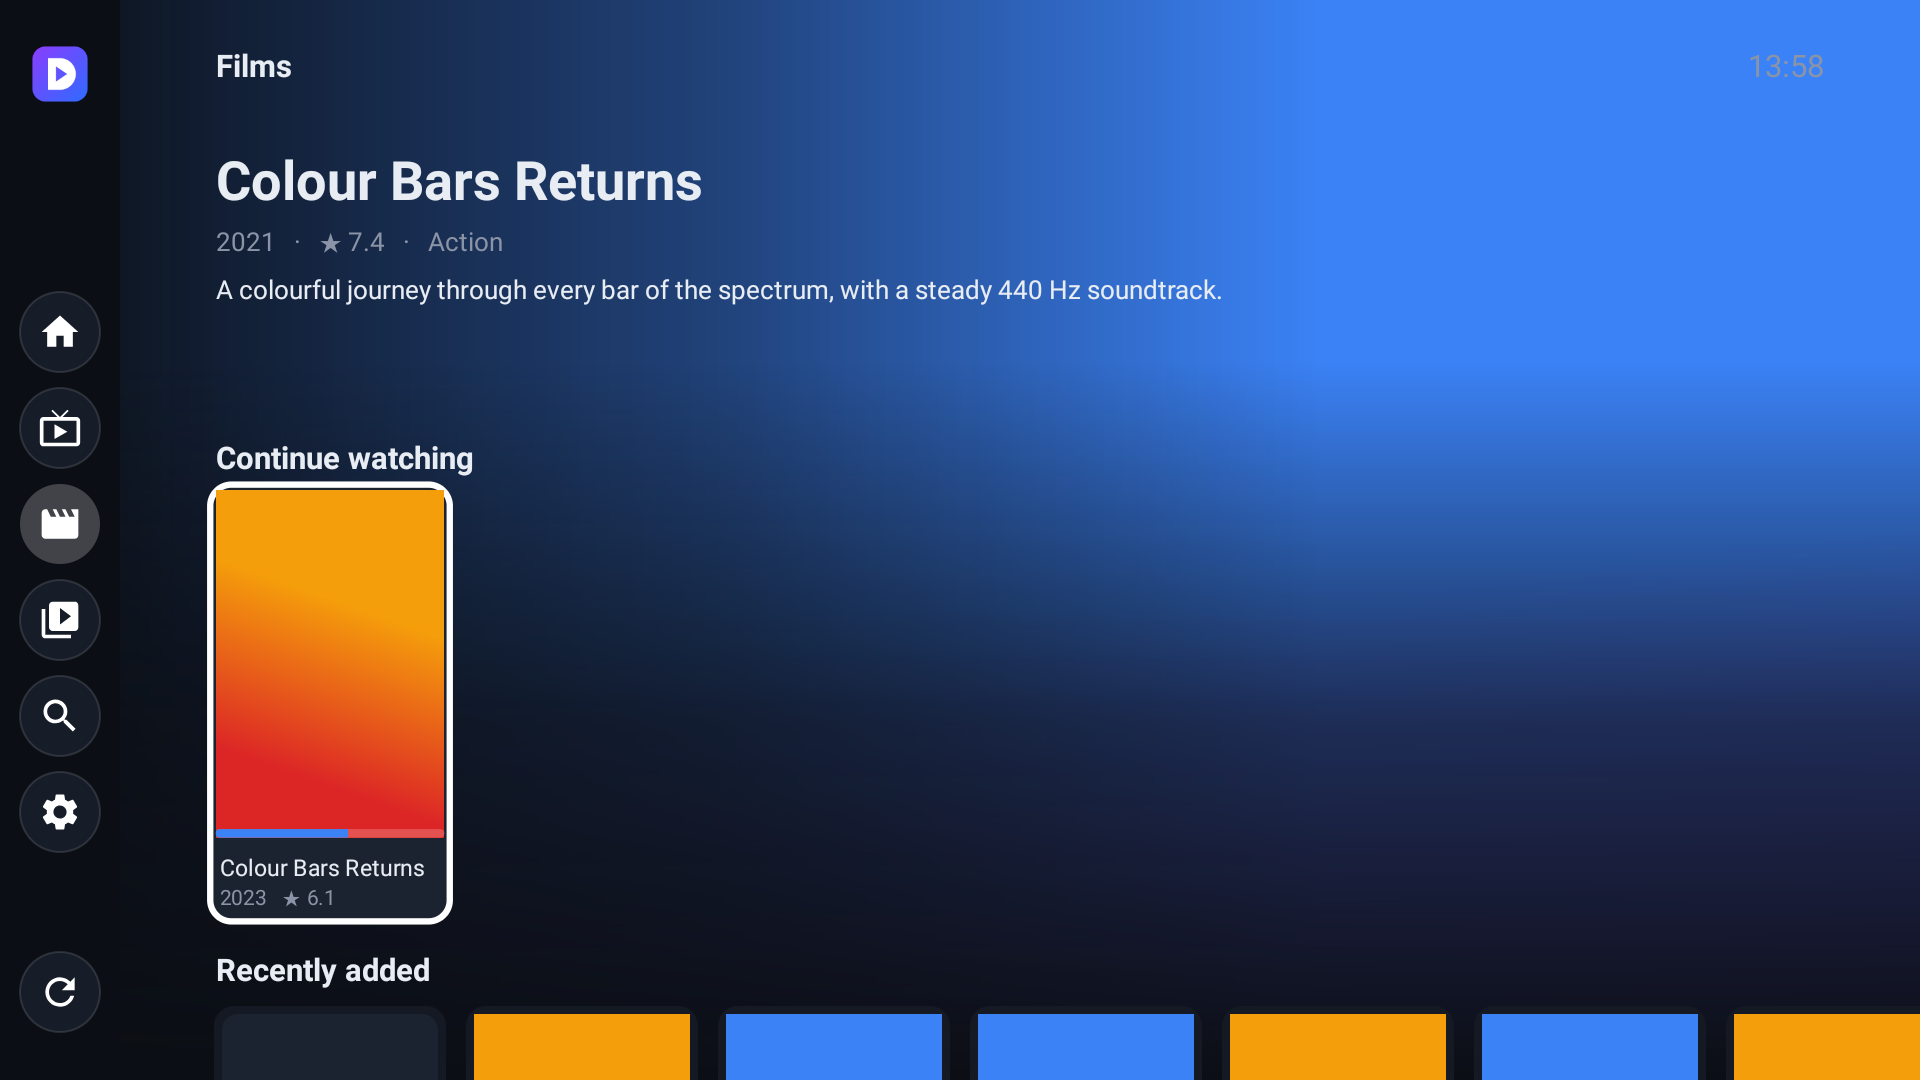 Films
13:58
Colour Bars Returns
2021 · ★ 7.4 · Action
A colourful journey through every bar of the spectrum, with a steady 440 Hz soundtrack.
Continue watching
Colour Bars Returns
2023 ★ 6.1
Recently added